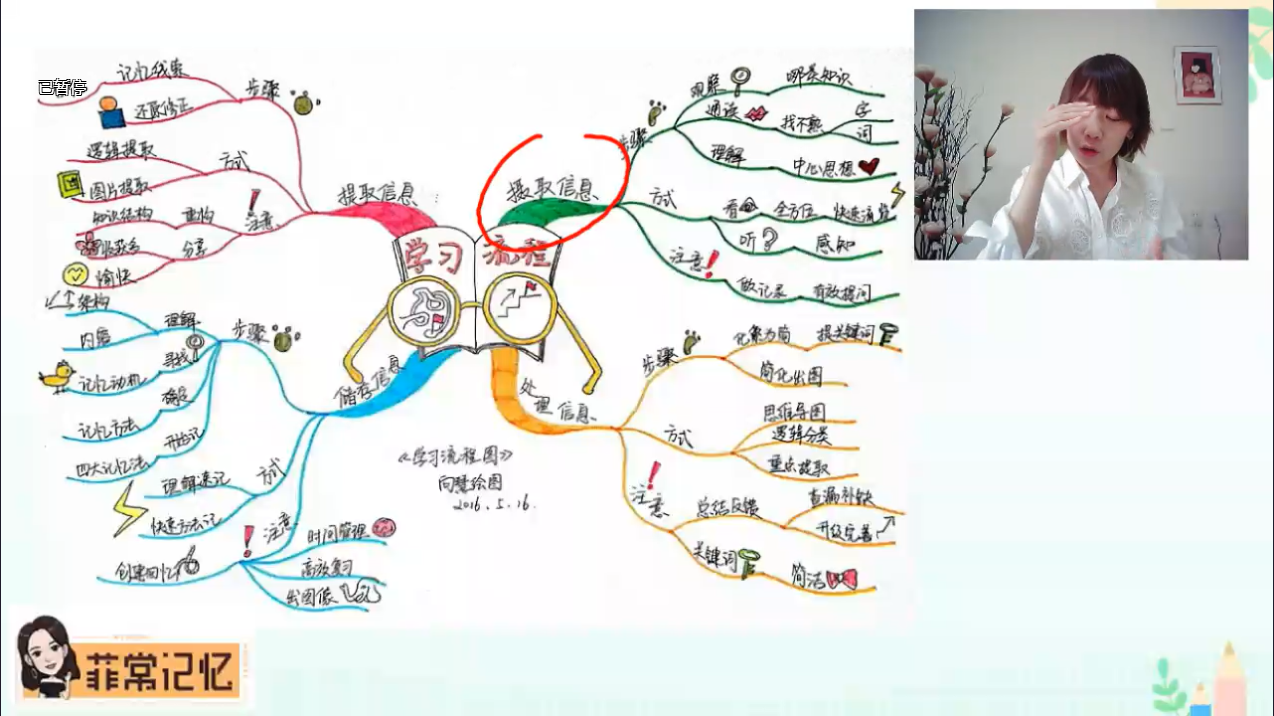 已暂停
学习流程
摄取信息
步骤
观察
哪类知识
通读
找不熟
字
词
理解
中心思想
方式
看
全方位
快速浏览
听
感知
注意
做记录
有效提问
处理信息
步骤
化繁为简
提关键词
简化出图
方式
思维导图
逻辑分类
重点提取
注意
总结反馈
查漏补缺
升级完善
关键词
简洁
储存信息
步骤
理解
架构
内容
寻找
记忆动机
确定
记忆方法
开始记
四大记忆法
方式
理解速记
快速方法记
注意
时间管理
高效复习
出图像
创建回忆
提取信息
步骤
记忆线索
还原修正
方式
逻辑提取
图片提取
注意
重构
知识结构
分享
愉快
《学习流程图》
向慧绘图
2016.5.16.
菲常记忆